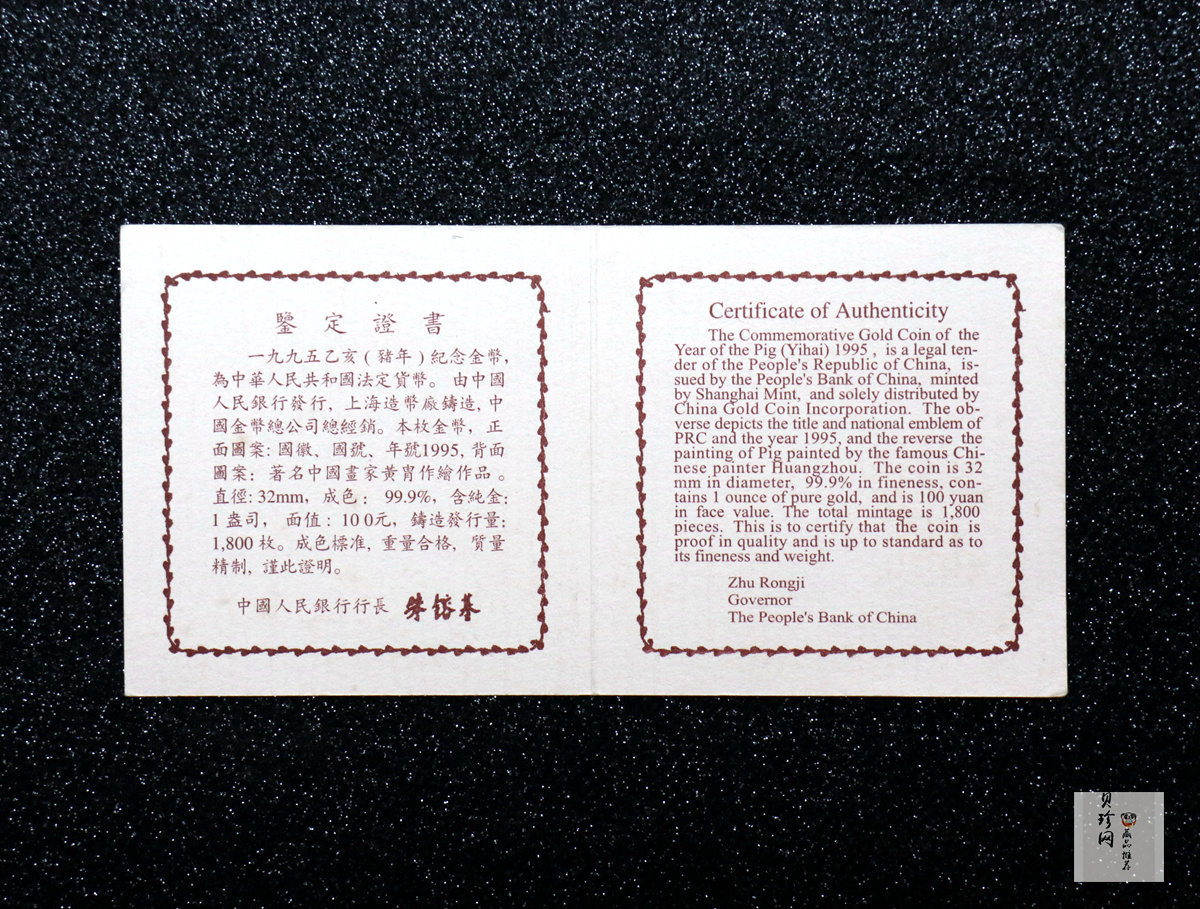 鑒定證書
一九九五乙亥(豬年)紀念金幣,
為中華人民共和國法定貨幣。由中國
人民銀行發行,上海造幣廠鑄造,中
國金幣總公司總經銷。本枚金幣,正
面圖案:國徽、國號、年號1995,背面
圖案:著名中國畫家黃冑作繪作品。
直徑:32mm,成色:99.9%,含純金:
1盎司,面值:100元,鑄造發行量:
1,800枚。成色標准,重量合格,質量
精制,謹此證明。
中國人民銀行行長 朱鎔基
Certificate of Authenticity
The Commemorative Gold Coin of the
Year of the Pig (Yihai) 1995 , is a legal ten-
der of the People's Republic of China, is-
sued by the People's Bank of China, minted
by Shanghai Mint, and solely distributed by
China Gold Coin Incorporation. The ob-
verse depicts the title and national emblem of
PRC and the year 1995, and the reverse the
painting of Pig painted by the famous Chi-
nese painter Huangzhou. The coin is 32
mm in diameter, 99.9% in fineness, con-
tains 1 ounce of pure gold, and is 100 yuan
in face value. The total mintage is 1,800
pieces. This is to certify that the coin is
proof in quality and is up to standard as to
its fineness and weight.
Zhu Rongji
Governor
The People's Bank of China
貝珍网
藏品推荐